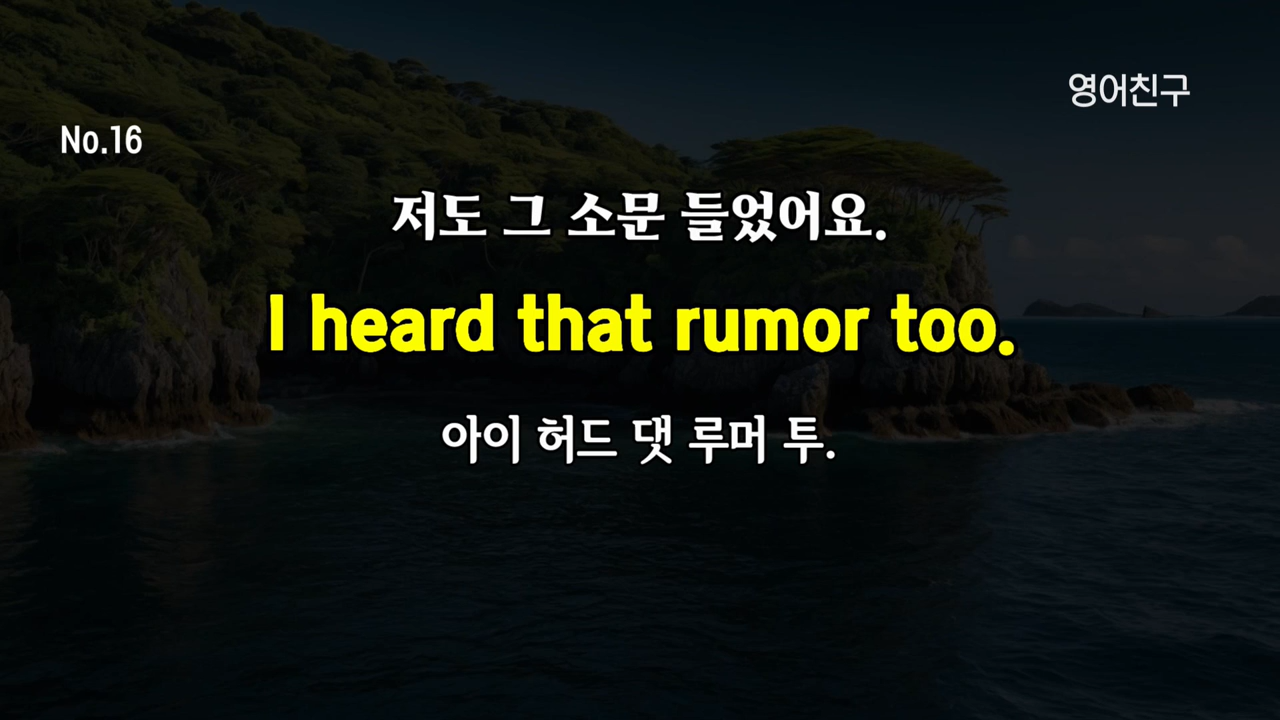 영어친구
No.16
저도 그 소문 들었어요.
I heard that rumor too.
아이 허드 댓 루머 투.